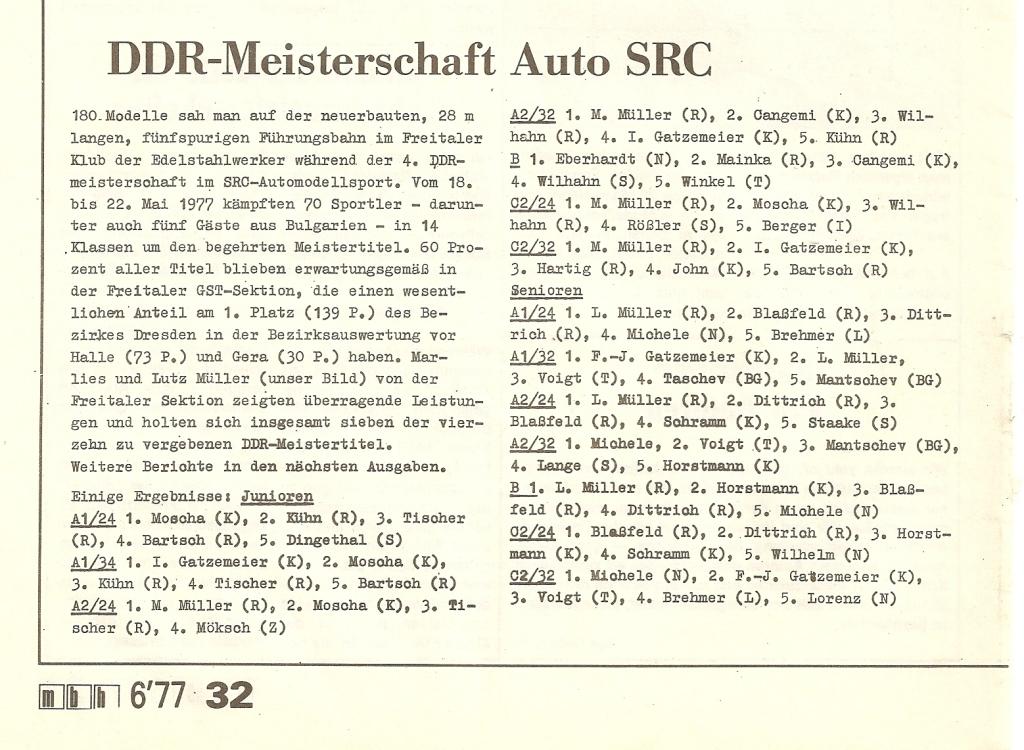 DDR-Meisterschaft Auto SRC
180 Modelle sah man auf der neuerbauten, 28 m
langen, fünfspurigen Führungsbahn im Freitaler
Klub der Edelstahlwerker während der 4. DDR-
meisterschaft im SRC-Automodellsport. Vom 18.
bis 22. Mai 1977 kämpften 70 Sportler - darun-
ter auch fünf Gäste aus Bulgarien - in 14
Klassen um den begehrten Meistertitel. 60 Pro-
zent aller Titel blieben erwartungsgemäß in
der Freitaler GST-Sektion, die einen wesent-
lichen Anteil am 1. Platz (139 P.) des Be-
zirkes Dresden in der Bezirksauswertung vor
Halle (73 P.) und Gera (30 P.) haben. Mar-
lies und Lutz Müller (unser Bild) von der
Freitaler Sektion zeigten überragende Leistun-
gen und holten sich insgesamt sieben der vier-
zehn zu vergebenen DDR-Meistertitel.
Weitere Berichte in den nächsten Ausgaben.
Einige Ergebnisse: Junioren
A1/24 1. Moscha (K), 2. Kühn (R), 3. Tischer
(R), 4. Bartsch (R), 5. Dingethal (S)
A1/34 1. I. Gatzemeier (K), 2. Moscha (K),
3. Kühn (R), 4. Tischer (R), 5. Bartsch (R)
A2/24 1. M. Müller (R), 2. Moscha (K), 3. Ti-
scher (R), 4. Möksch (Z)
A2/32 1. M. Müller (R), 2. Cangemi (K), 3. Wil-
hahn (R), 4. I. Gatzemeier (K), 5. Kühn (R)
B 1. Eberhardt (N), 2. Mainka (R), 3. Cangemi (K),
4. Wilhahn (S), 5. Winkel (T)
C2/24 1. M. Müller (R), 2. Moscha (K), 3. Wil-
hahn (R), 4. Rößler (S), 5. Berger (I)
C2/32 1. M. Müller (R), 2. I. Gatzemeier (K),
3. Hartig (R), 4. John (K), 5. Bartsch (R)
Senioren
A1/24 1. L. Müller (R), 2. Blaßfeld (R), 3. Ditt-
rich (R), 4. Michele (N), 5. Brehmer (L)
A1/32 1. F.-J. Gatzemeier (K), 2. L. Müller,
3. Voigt (T), 4. Taschev (BG), 5. Mantschev (BG)
A2/24 1. L. Müller (R), 2. Dittrich (R), 3.
Blaßfeld (R), 4. Schramm (K), 5. Staake (S)
A2/32 1. Michele, 2. Voigt (T), 3. Mantschev (BG),
4. Lange (S), 5. Horstmann (K)
B 1. L. Müller (R), 2. Horstmann (K), 3. Blaß-
feld (R), 4. Dittrich (R), 5. Michele (N)
C2/24 1. Blaßfeld (R), 2. Dittrich (R), 3. Horst-
mann (K), 4. Schramm (K), 5. Wilhelm (N)
C2/32 1. Michele (N), 2. F.-J. Gatzemeier (K),
3. Voigt (T), 4. Brehmer (L), 5. Lorenz (N)
mbh 6'77 32